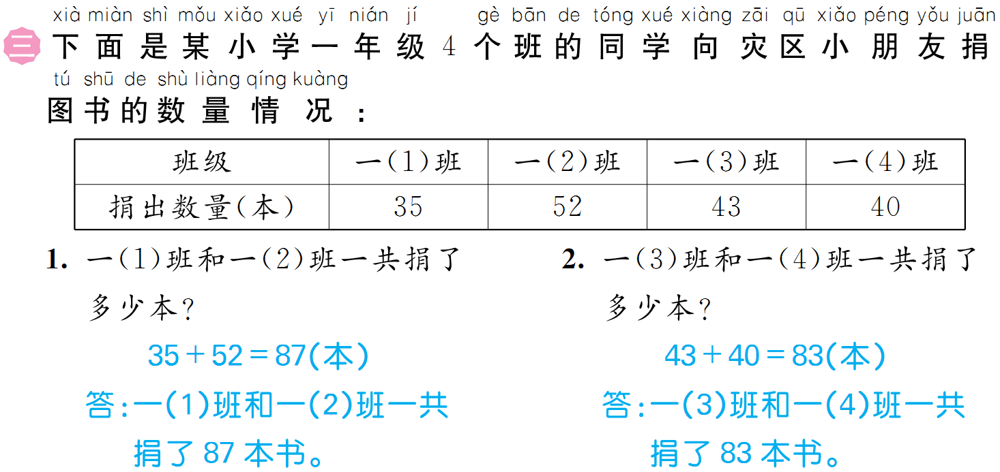 xià miàn shì mǒu xiǎo xué yī nián jí gè bān de tóng xué xiàng zāi qū xiǎo péng yǒu juān
三 下面是某小学一年级4个班的同学向灾区小朋友捐
tú shū de shù liàng qíng kuàng
图书的数量情况：
班级 一(1)班 一(2)班 一(3)班 一(4)班
捐出数量(本) 35 52 43 40
1. 一(1)班和一(2)班一共捐了
多少本?
35+52=87(本)
答:一(1)班和一(2)班一共
捐了87本书。
2. 一(3)班和一(4)班一共捐了
多少本?
43+40=83(本)
答:一(3)班和一(4)班一共
捐了83本书。